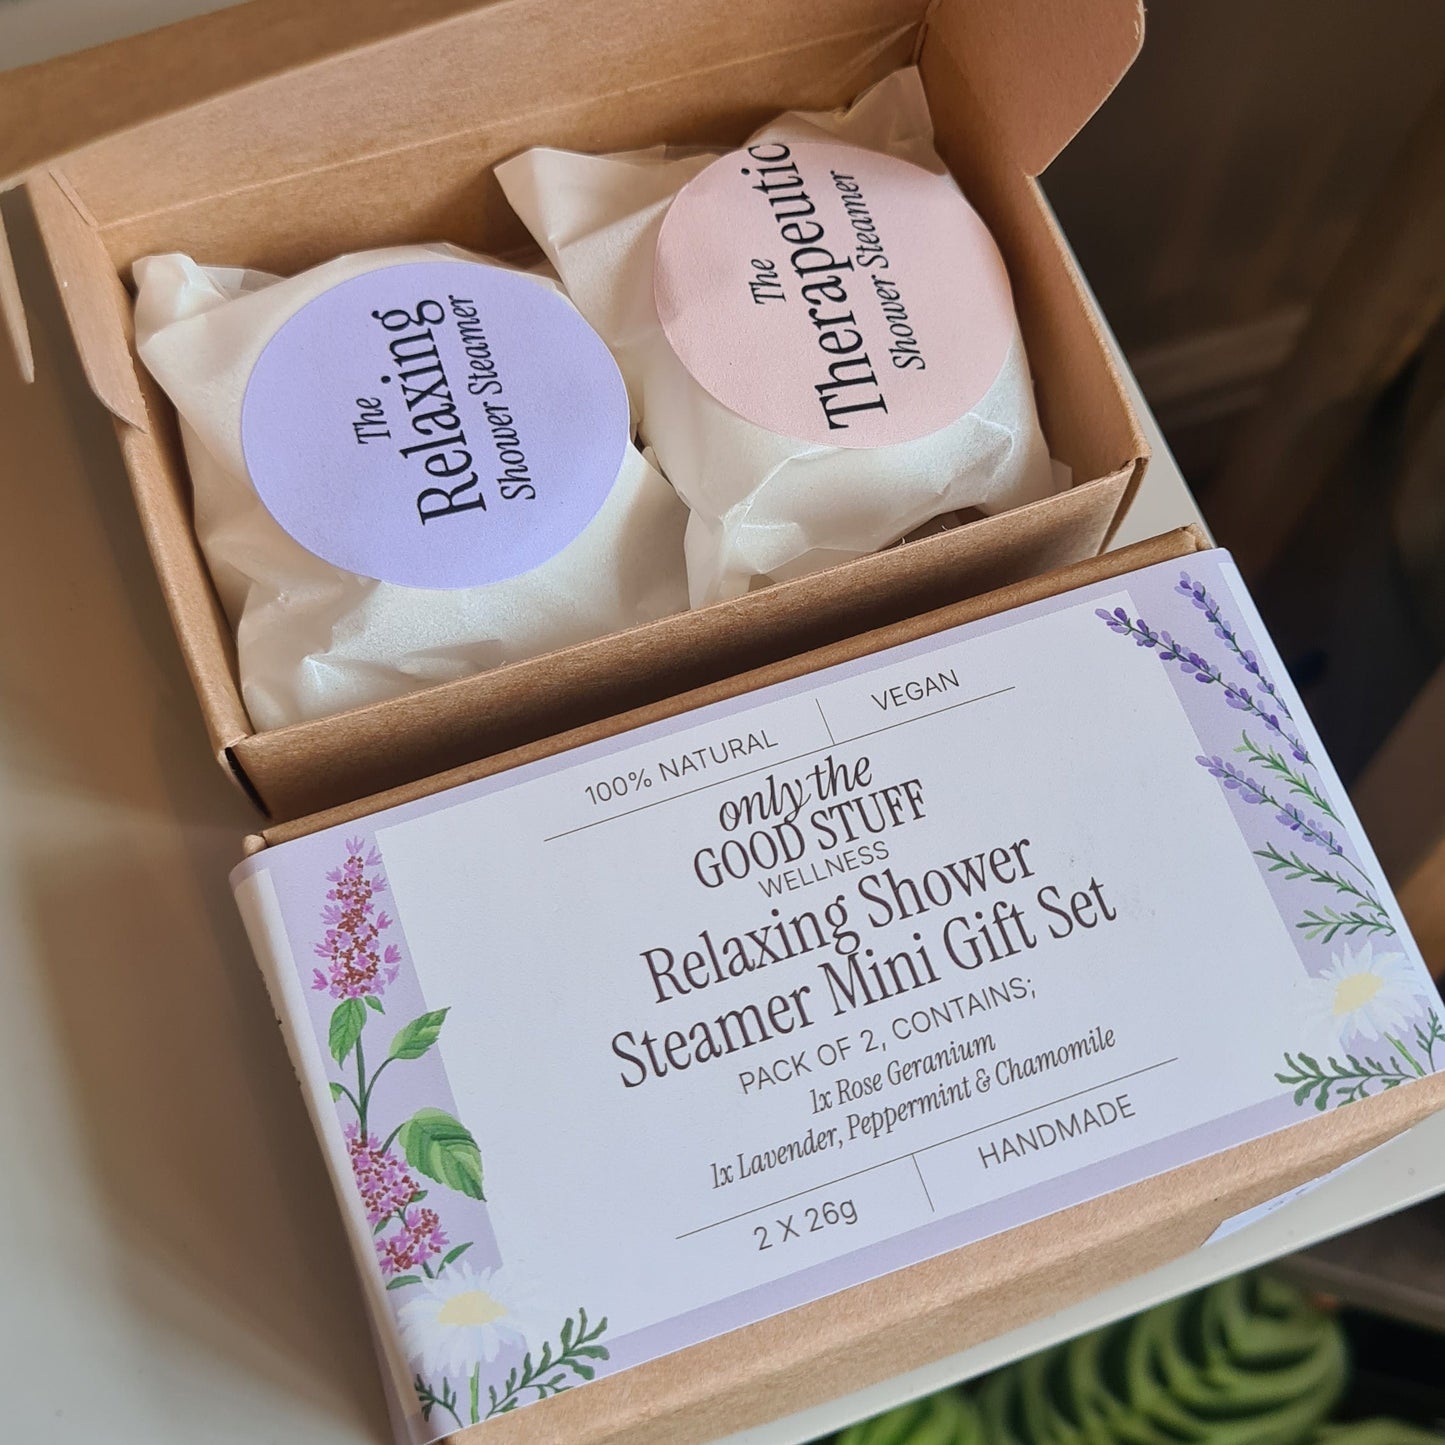 The
Relaxing
Shower Steamer
The
Therapeutic
Shower Steamer
100% NATURAL
VEGAN
only the
GOOD STUFF
WELLNESS
Relaxing Shower
Steamer Mini Gift Set
PACK OF 2, CONTAINS;
1x Rose Geranium
1x Lavender, Peppermint & Chamomile
2 X 26g
HANDMADE